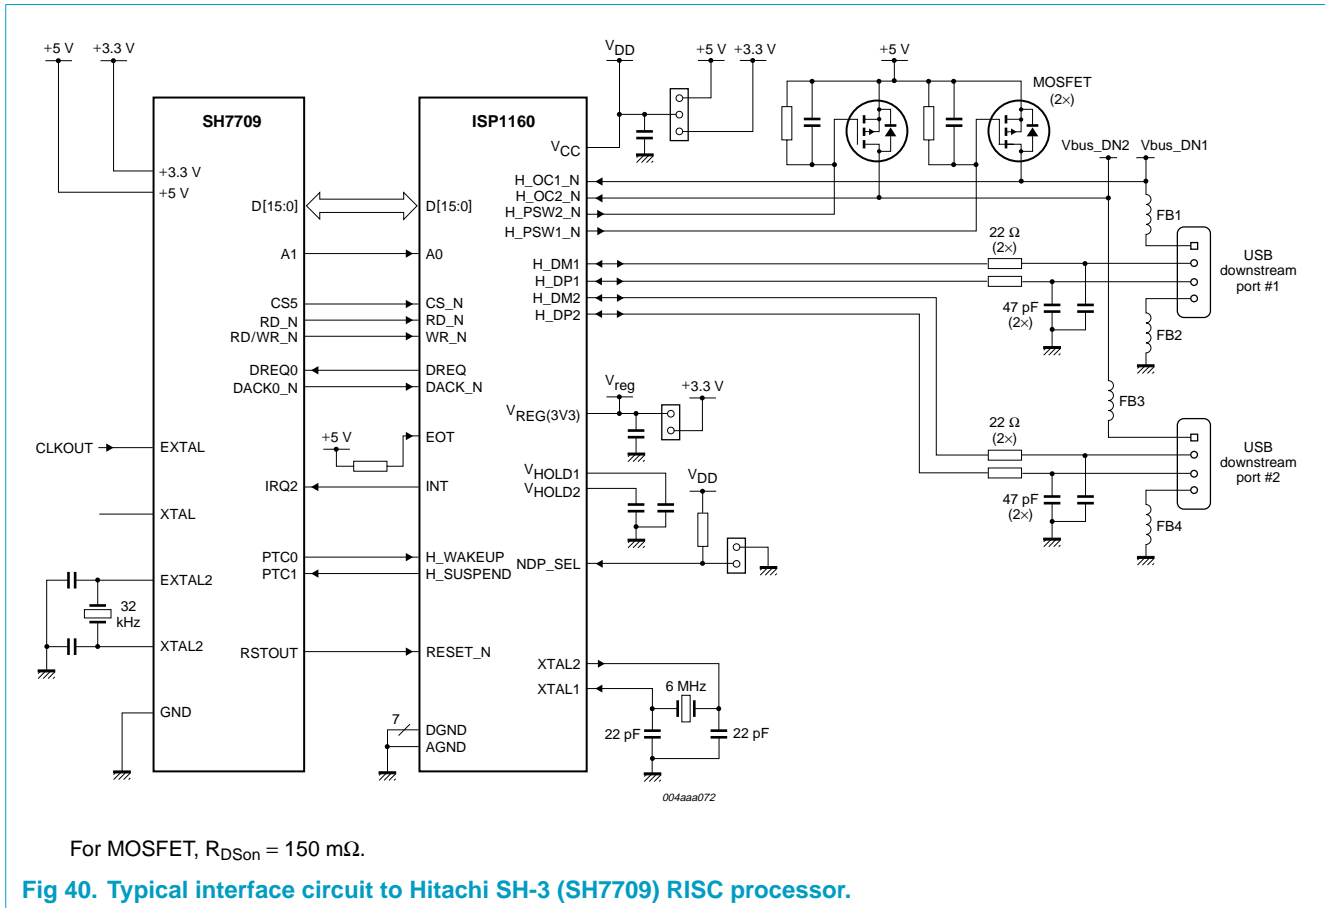 +5 V
+3.3 V
SH7709
+3.3 V
+5 V
D[15:0]
A1
CS5
RD_N
RD/WR_N
DREQ0
DACK0_N
CLKOUT
EXTAL
IRQ2
XTAL
PTC0
PTC1
EXTAL2
32
kHz
XTAL2
RSTOUT
GND
ISP1160
D[15:0]
A0
CS_N
RD_N
WR_N
DREQ
DACK_N
+5 V
EOT
INT
H_WAKEUP
H_SUSPEND
RESET_N
7
DGND
AGND
VCC
H_OC1_N
H_OC2_N
H_PSW2_N
H_PSW1_N
H_DM1
H_DP1
H_DM2
H_DP2
VREG(3V3)
VHOLD1
VHOLD2
NDP_SEL
XTAL2
XTAL1
VDD
+5 V
+3.3 V
+5 V
MOSFET
(2×)
Vbus_DN2
Vbus_DN1
FB1
22 Ω
(2×)
47 pF
(2×)
FB2
USB
downstream
port #1
FB3
22 Ω
(2×)
47 pF
(2×)
FB4
USB
downstream
port #2
Vreg
+3.3 V
VDD
6 MHz
22 pF
22 pF
004aaa072
For MOSFET, RDSon = 150 mΩ.
Fig 40. Typical interface circuit to Hitachi SH-3 (SH7709) RISC processor.